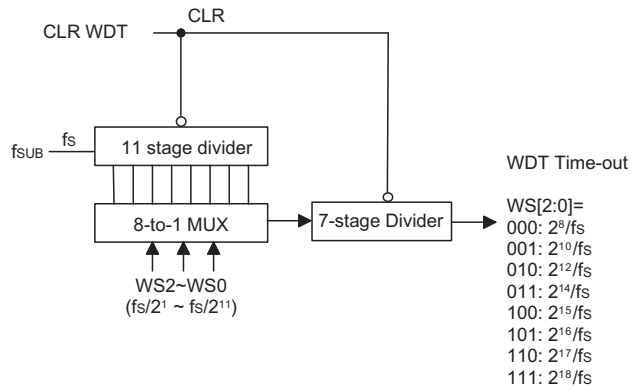 CLR
CLR WDT
fS
fSUB
11 stage divider
8-to-1 MUX
7-stage Divider
WS2~WS0
(fS/2¹ ~ fS/2¹¹)
WDT Time-out
WS[2:0]=
000: 2⁸/fS
001: 2¹⁰/fS
010: 2¹²/fS
011: 2¹⁴/fS
100: 2¹⁵/fS
101: 2¹⁶/fS
110: 2¹⁷/fS
111: 2¹⁸/fS